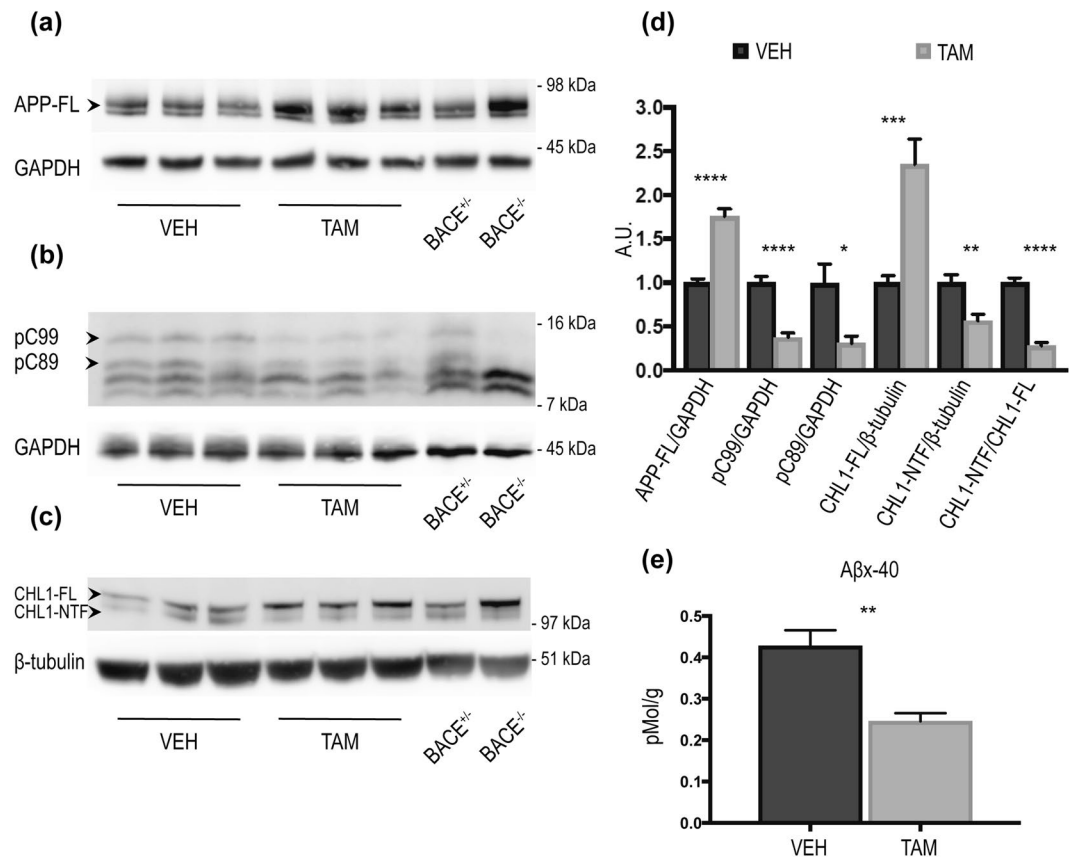 (a)
APP-FL
- 98 kDa
- 45 kDa
GAPDH
VEH
TAM
BACE+/-
BACE-/-
(b)
pC99
pC89
- 16 kDa
- 7 kDa
GAPDH
- 45 kDa
VEH
TAM
BACE+/-
BACE-/-
(c)
CHL1-FL
CHL1-NTF
- 97 kDa
β-tubulin
- 51 kDa
VEH
TAM
BACE+/-
BACE-/-
(d)
VEH
TAM
A.U.
3.0
2.5
2.0
1.5
1.0
0.5
0.0
****
****
*
***
**
****
APP-FL/GAPDH
pC99/GAPDH
pC89/GAPDH
CHL1-FL/β-tubulin
CHL1-NTF/β-tubulin
CHL1-NTF/CHL1-FL
(e)
Aβx-40
**
pMol/g
0.5
0.4
0.3
0.2
0.1
0.0
VEH
TAM